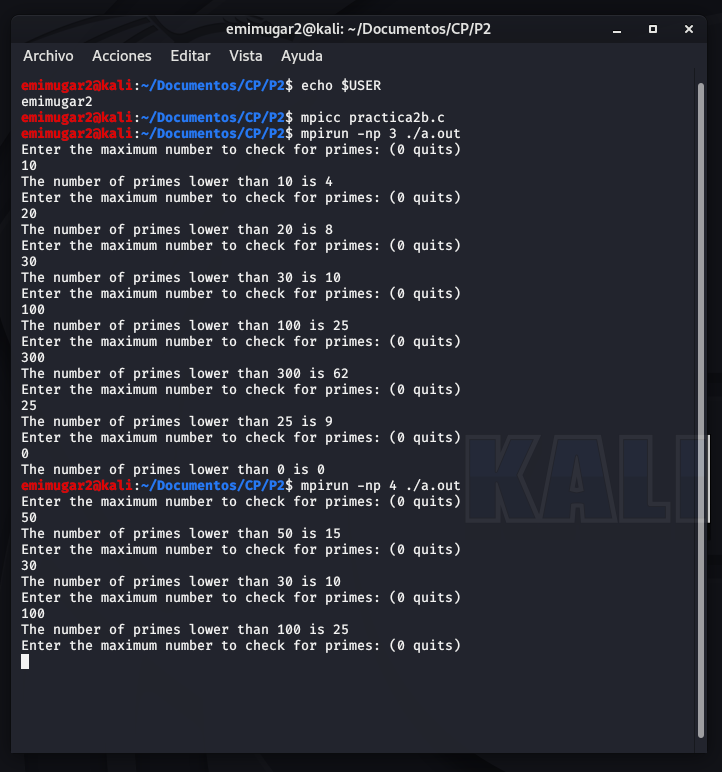 emimugar2@kali: ~/Documentos/CP/P2
Archivo Acciones Editar Vista Ayuda
emimugar2@kali:~/Documentos/CP/P2$ echo $USER
emimugar2
emimugar2@kali:~/Documentos/CP/P2$ mpicc practica2b.c
emimugar2@kali:~/Documentos/CP/P2$ mpirun -np 3 ./a.out
Enter the maximum number to check for primes: (0 quits)
10
The number of primes lower than 10 is 4
Enter the maximum number to check for primes: (0 quits)
20
The number of primes lower than 20 is 8
Enter the maximum number to check for primes: (0 quits)
30
The number of primes lower than 30 is 10
Enter the maximum number to check for primes: (0 quits)
100
The number of primes lower than 100 is 25
Enter the maximum number to check for primes: (0 quits)
300
The number of primes lower than 300 is 62
Enter the maximum number to check for primes: (0 quits)
25
The number of primes lower than 25 is 9
Enter the maximum number to check for primes: (0 quits)
0
The number of primes lower than 0 is 0
emimugar2@kali:~/Documentos/CP/P2$ mpirun -np 4 ./a.out
Enter the maximum number to check for primes: (0 quits)
50
The number of primes lower than 50 is 15
Enter the maximum number to check for primes: (0 quits)
30
The number of primes lower than 30 is 10
Enter the maximum number to check for primes: (0 quits)
100
The number of primes lower than 100 is 25
Enter the maximum number to check for primes: (0 quits)
KALI